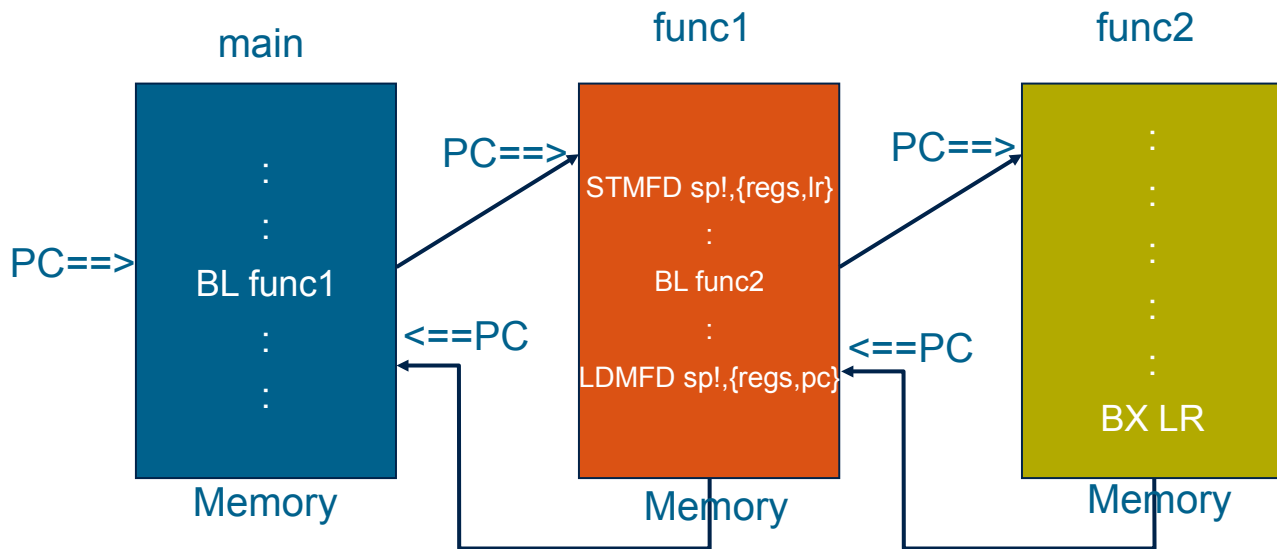 main
func1
func2
PC==>
:
:
BL func1
:
:
<==PC
Memory
PC==>
STMFD sp!,{regs,lr}
:
BL func2
:
LDMFD sp!,{regs,pc}
<==PC
Memory
PC==>
:
:
:
:
:
BX LR
Memory